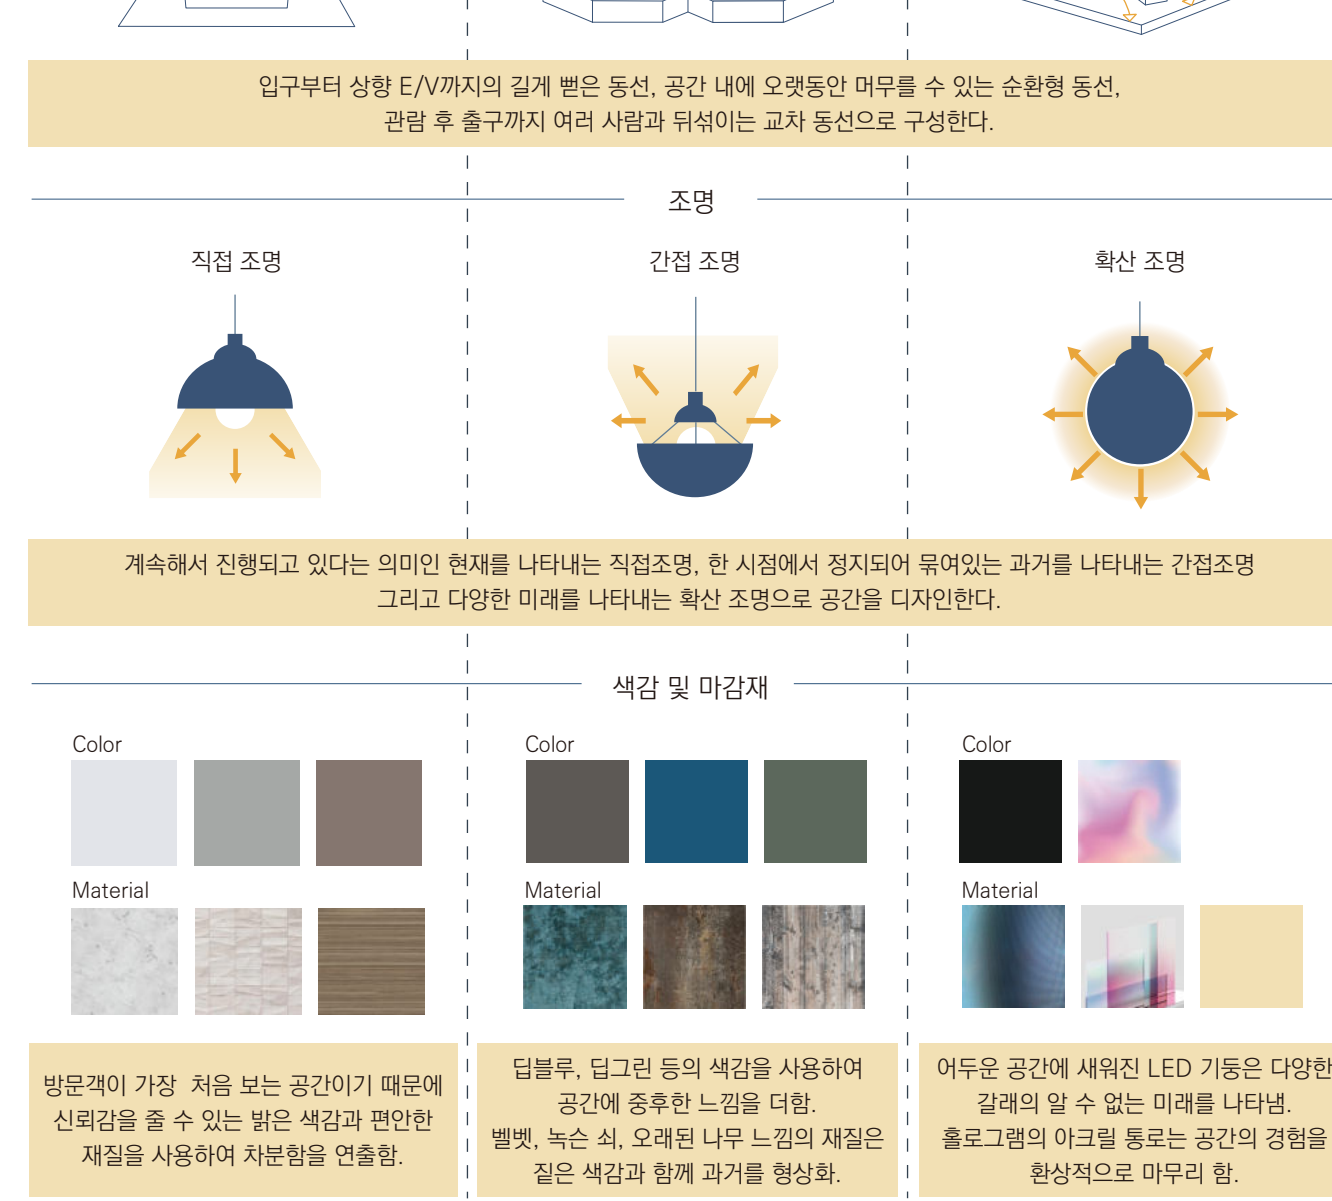 입구부터 상향 E/V까지의 길게 뻗은 동선, 공간 내에 오랫동안 머무를 수 있는 순환형 동선,
관람 후 출구까지 여러 사람과 뒤섞이는 교차 동선으로 구성한다.
조명
직접 조명
간접 조명
확산 조명
계속해서 진행되고 있다는 의미인 현재를 나타내는 직접조명, 한 시점에서 정지되어 묶여있는 과거를 나타내는 간접조명
그리고 다양한 미래를 나타내는 확산 조명으로 공간을 디자인한다.
색감 및 마감재
Color
Material
방문객이 가장 처음 보는 공간이기 때문에
신뢰감을 줄 수 있는 밝은 색감과 편안한
재질을 사용하여 차분함을 연출함.
Color
Material
딥블루, 딥그린 등의 색감을 사용하여
공간에 중후한 느낌을 더함.
벨벳, 녹슨 쇠, 오래된 나무 느낌의 재질은
짙은 색감과 함께 과거를 형상화.
Color
Material
어두운 공간에 새워진 LED 기둥은 다양한
갈래의 알 수 없는 미래를 나타냄.
홀로그램의 아크릴 통로는 공간의 경험을
환상적으로 마무리 함.